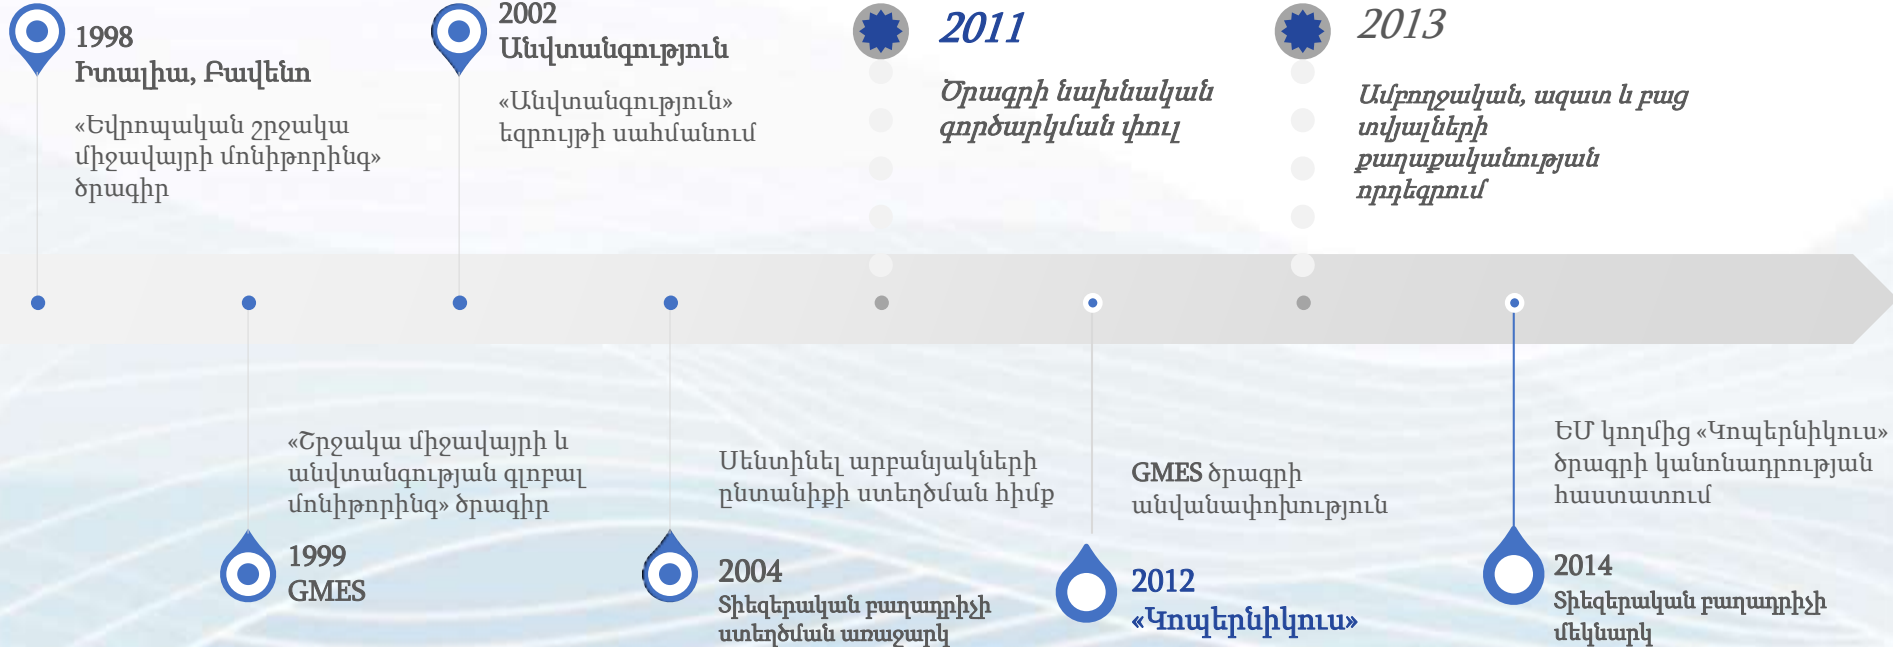 1998
Իտալիա, Բավենո
«Եվրոպական շրջակա
միջավայրի մոնիթորինգ»
ծրագիր
2002
Անվտանգություն
«Անվտանգություն»
եզրույթի սահմանում
2011
Ծրագրի նախնական
գործարկման փուլ
2013
Ամբողջական, ազատ և բաց
տվյալների
քաղաքականության
որդեգրում
«Շրջակա միջավայրի և
անվտանգության գլոբալ
մոնիթորինգ» ծրագիր
1999
GMES
Սենտինել արբանյակների
ընտանիքի ստեղծման հիմք
2004
Տիեզերական բաղադրիչի
ստեղծման առաջարկ
GMES ծրագրի
անվանափոխություն
2012
«Կոպերնիկուս»
ԵՄ կողմից «Կոպերնիկուս»
ծրագրի կանոնադրության
հաստատում
2014
Տիեզերական բաղադրիչի
մեկնարկ